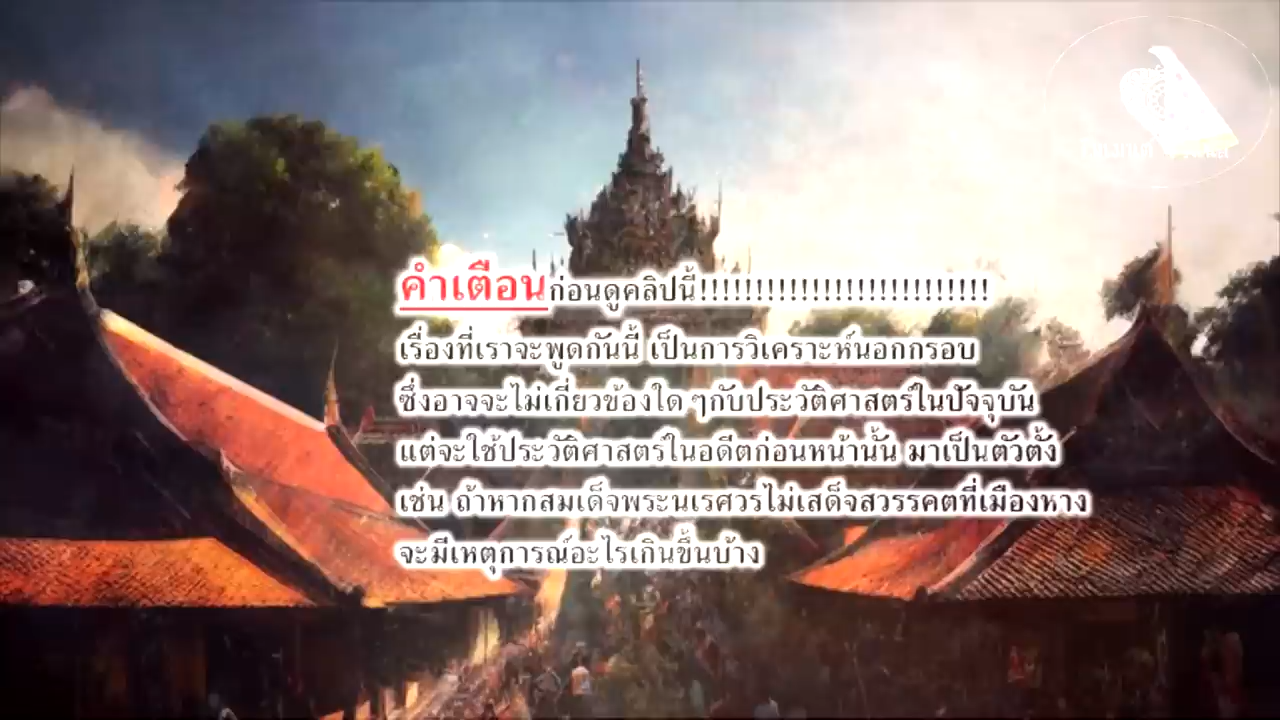 คำเตือนก่อนดูคลิปนี้!!!!!!!!!!!!!!!!!!!!!!!!!!
เรื่องที่เราจะพูดกันนี้ เป็นการวิเคราะห์นอกกรอบ
ซึ่งอาจจะไม่เกี่ยวข้องใด ๆกับประวัติศาสตร์ในปัจจุบัน
แต่จะใช้ประวัติศาสตร์ในอดีตก่อนหน้านั้น มาเป็นตัวตั้ง
เช่น ถ้าหากสมเด็จพระนเรศวรไม่เสด็จสวรรคตที่เมืองหาง
จะมีเหตุการณ์อะไรเกินขึ้นบ้าง